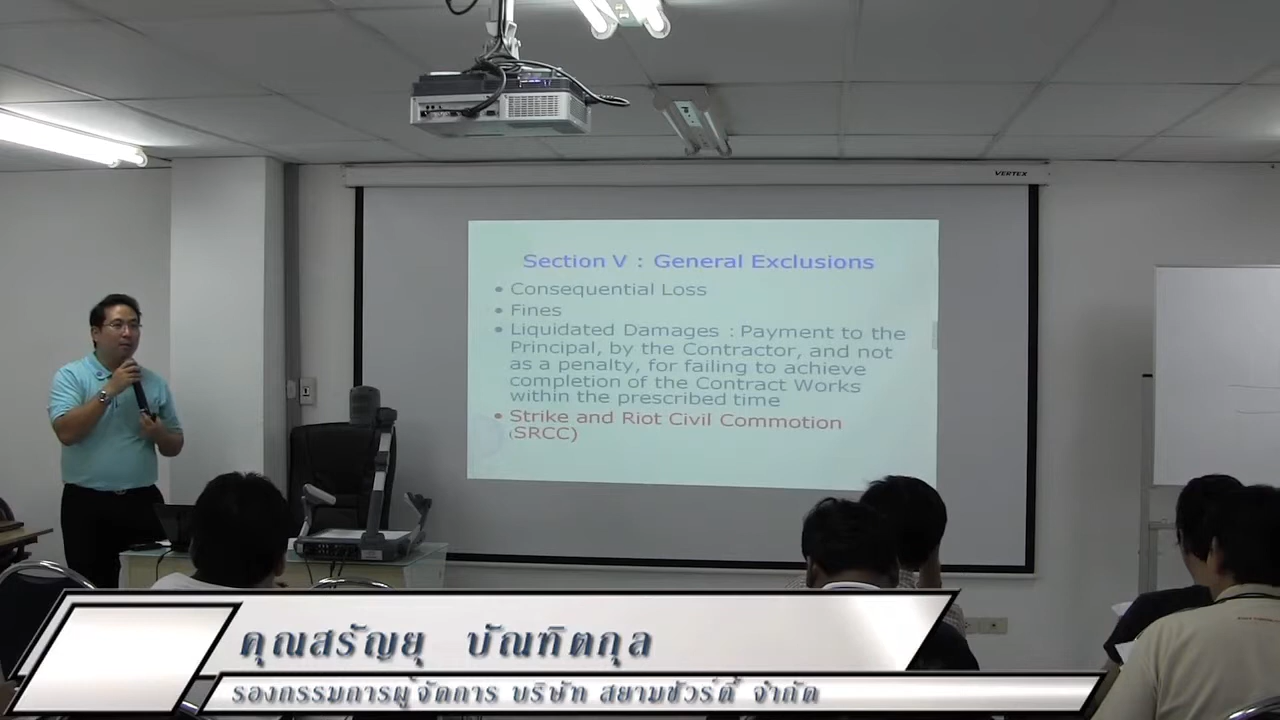 VERTEX
Section V : General Exclusions
• Consequential Loss
• Fines
• Liquidated Damages : Payment to the
Principal, by the Contractor, and not
as a penalty, for failing to achieve
completion of the Contract Works
within the prescribed time
• Strike and Riot Civil Commotion
(SRCC)
คุณสรัญยุ บัณฑิตกุล
รองกรรมการผู้จัดการ บริษัท สยามชัวร์ตี้ จำกัด